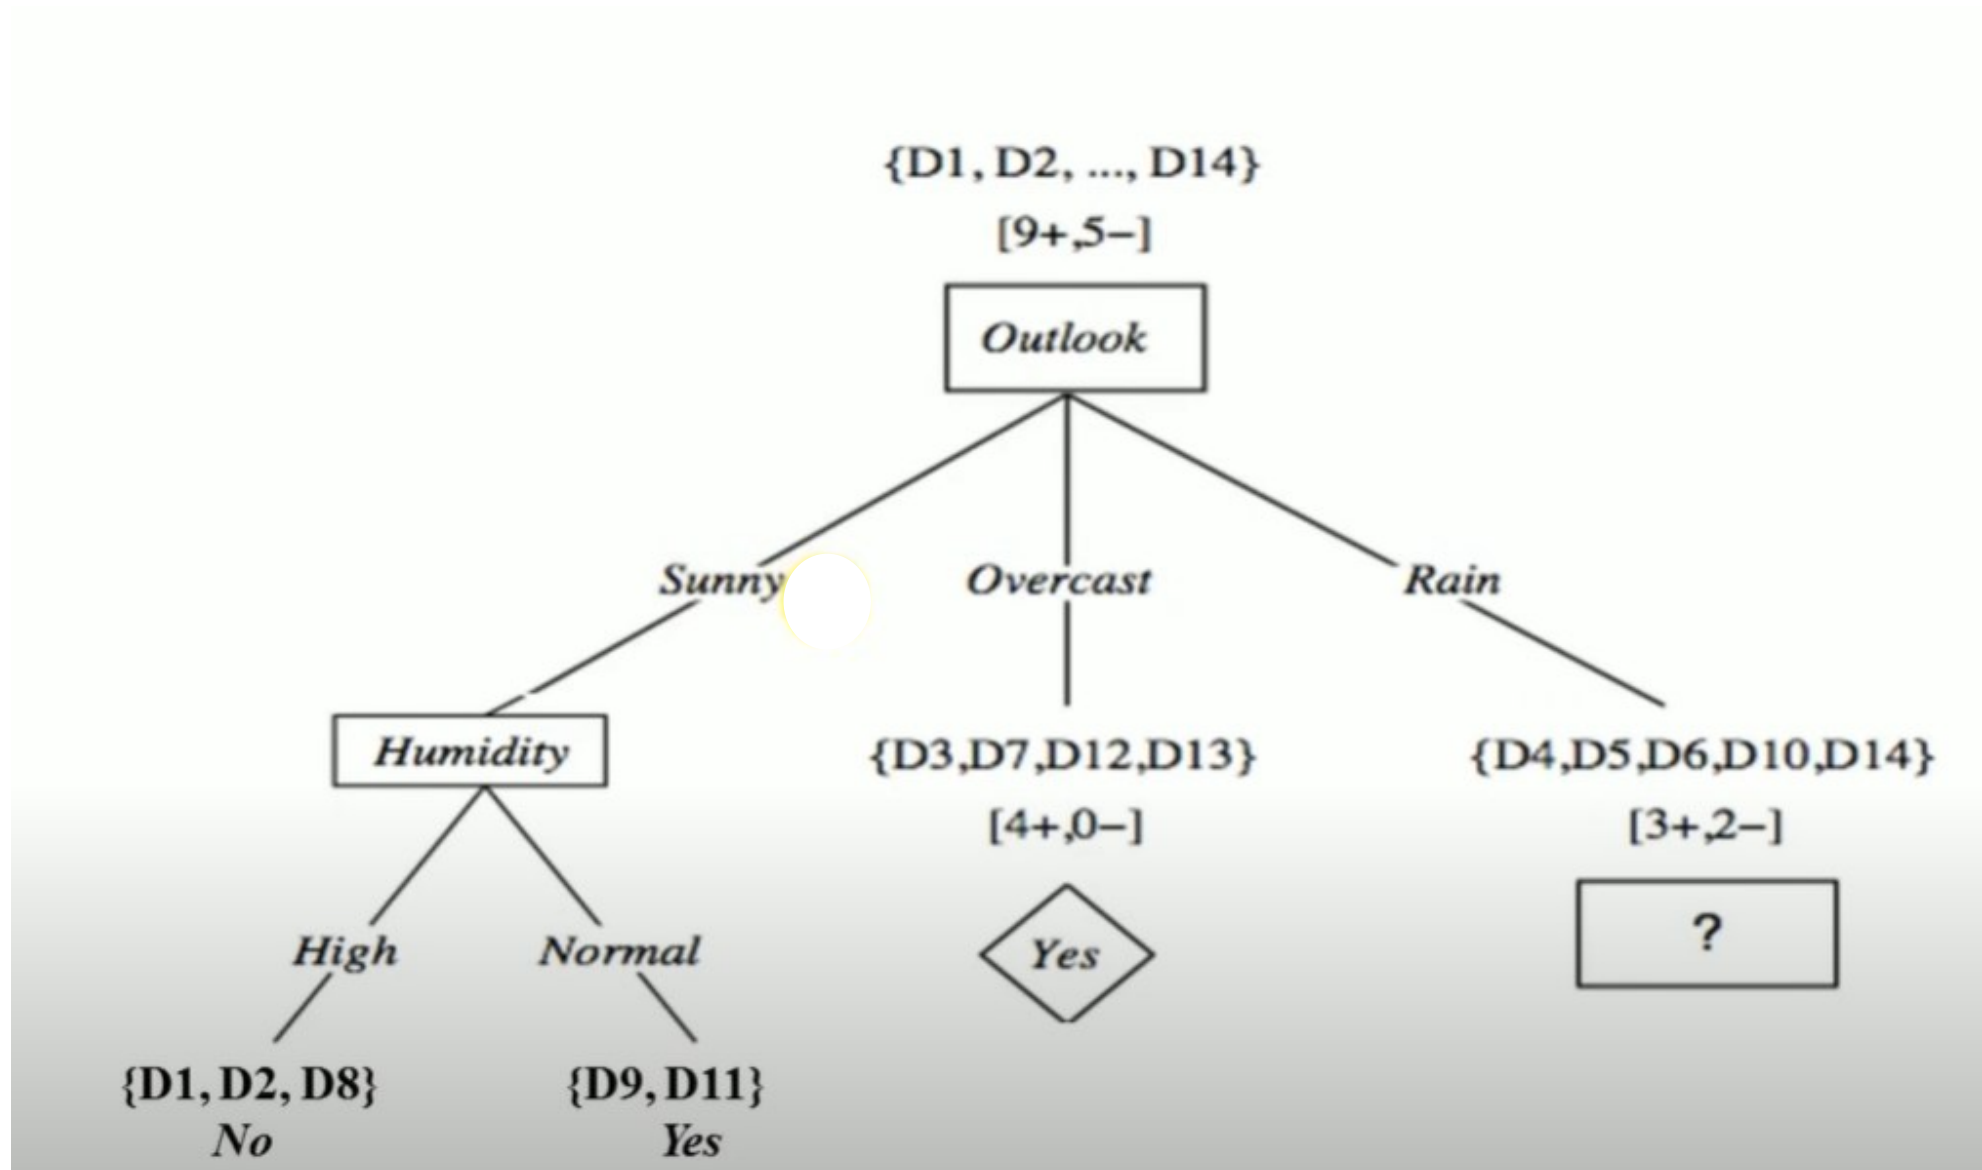 {D1, D2, ..., D14}
[9+,5−]
Outlook
Sunny
Overcast
Rain
Humidity
{D3,D7,D12,D13}
{D4,D5,D6,D10,D14}
[4+,0−]
[3+,2−]
?
High
Normal
Yes
{D1, D2, D8}
{D9, D11}
No
Yes